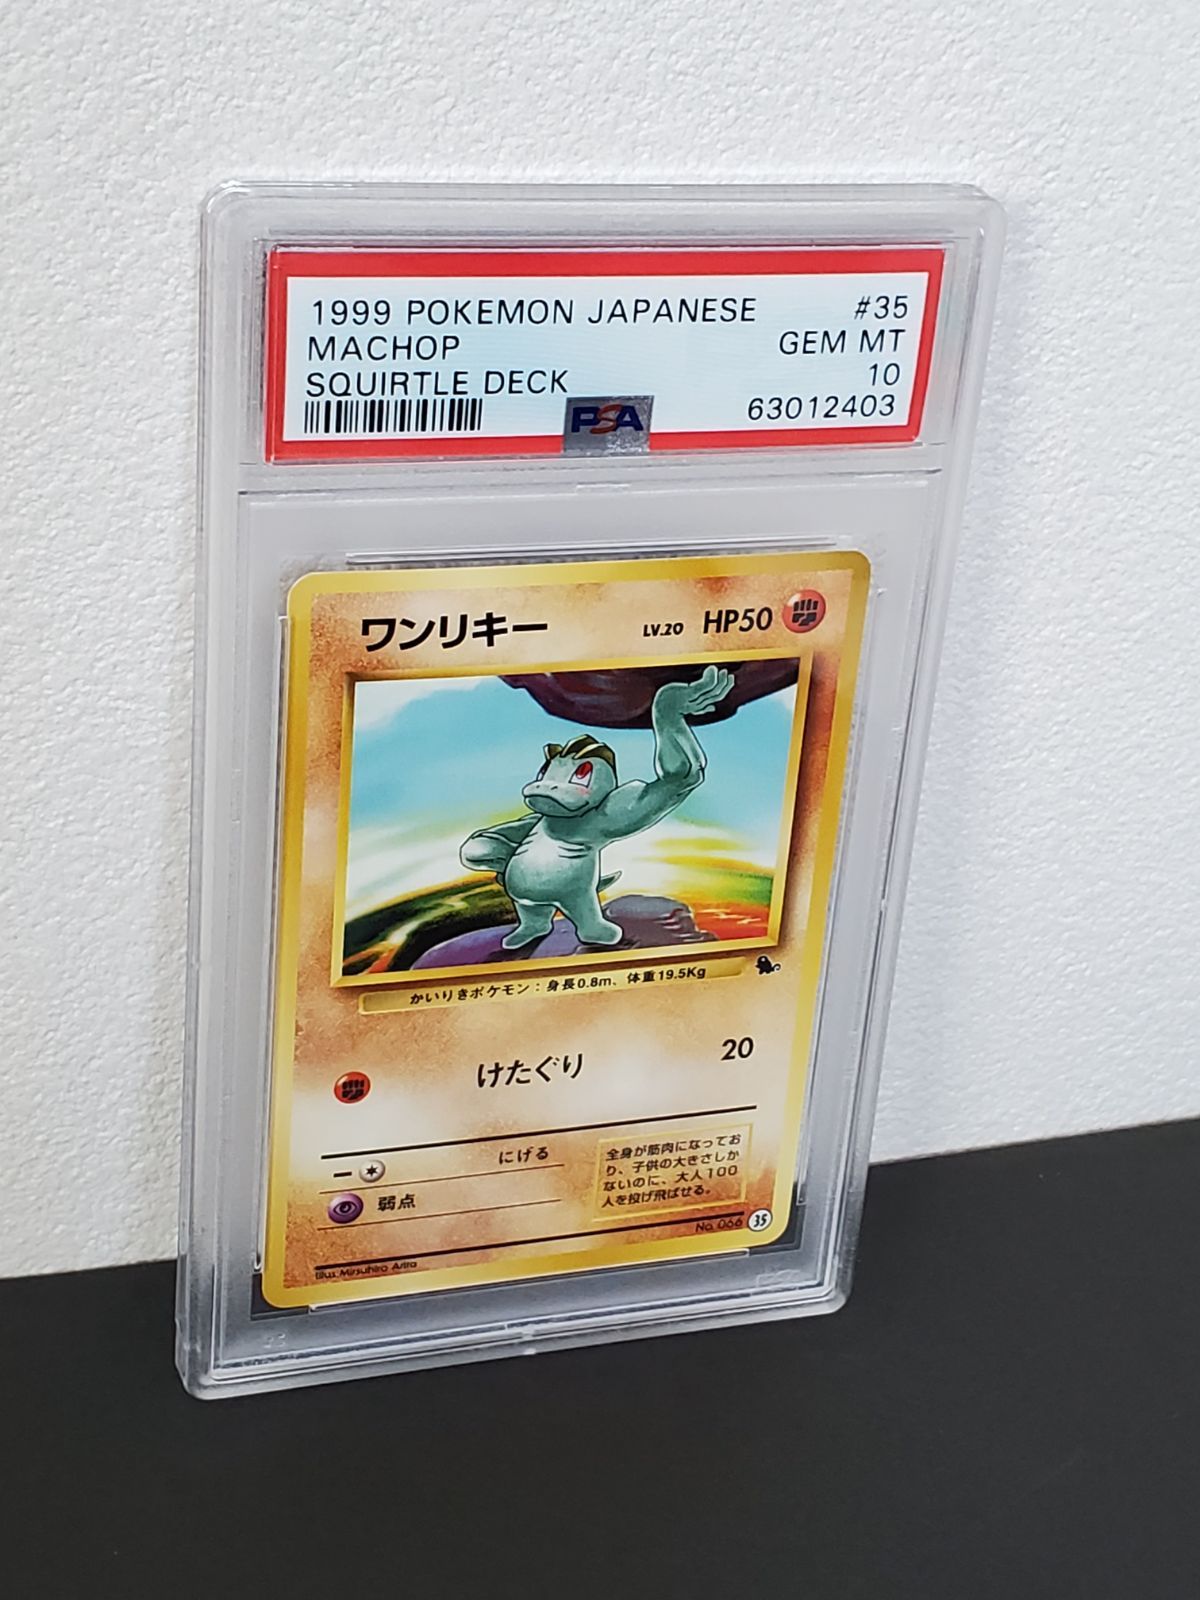 1999 POKEMON JAPANESE #35
MACHOP GEM MT
SQUIRTLE DECK 10
PSA 63012403
ワンリキー LV.20 HP50
かいりきポケモン：身長0.8m、体重19.5Kg
けたぐり 20
にげる
弱点
全身が筋肉になってお
り、子供の大きさしか
ないのに、大人100
人を投げ飛ばせる。
No. 066 35
Illus. Mitsuhiro Arita